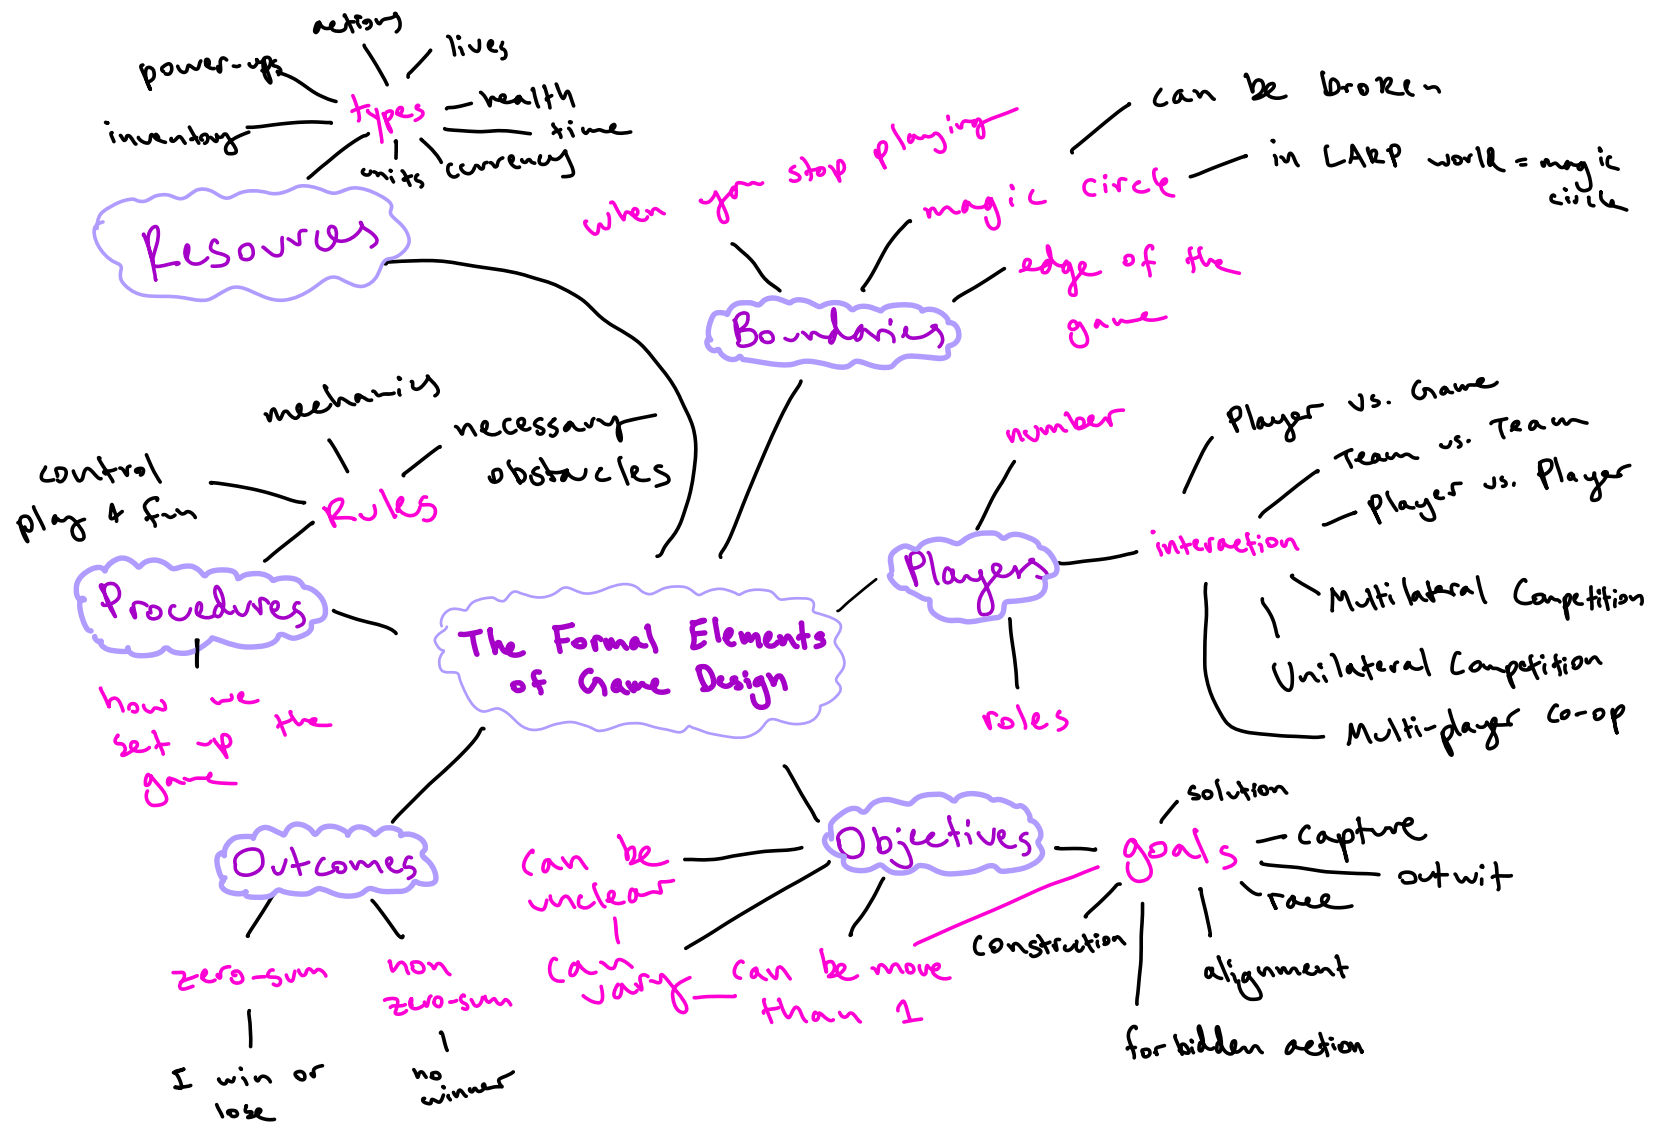 actions
lives
power-ups
types
health
inventory
time
units
currency
Resources
when you stop playing
magic circle
can be broken
in LARP world = magic
circle
edge of the
game
Boundaries
mechanics
necessary
obstacles
control
play & fun
Rules
Procedures
how we
set up the
game
number
Players
roles
interaction
Player vs. Game
Team vs. Team
Player vs. Player
Multilateral Competition
Unilateral Competition
Multi-player co-op
The Formal Elements
of Game Design
Outcomes
zero-sum
I win or
lose
non
zero-sum
no
winner
Objectives
can be
unclear
can
vary
can be more
than 1
goals
solution
capture
outwit
race
construction
alignment
forbidden action